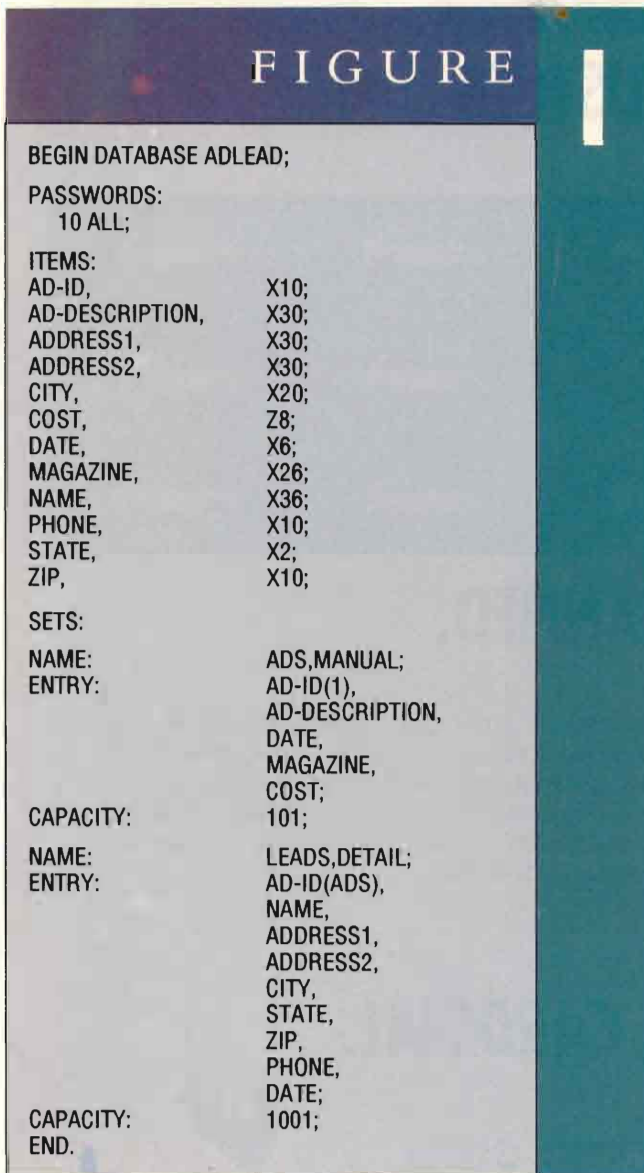 FIGURE 1
BEGIN DATABASE ADLEAD;
PASSWORDS:
10 ALL;
ITEMS:
AD-ID, X10;
AD-DESCRIPTION, X30;
ADDRESS1, X30;
ADDRESS2, X30;
CITY, X20;
COST, Z8;
DATE, X6;
MAGAZINE, X26;
NAME, X36;
PHONE, X10;
STATE, X2;
ZIP, X10;
SETS:
NAME: ADS,MANUAL;
ENTRY: AD-ID(1),
AD-DESCRIPTION,
DATE,
MAGAZINE,
COST;
CAPACITY: 101;
NAME: LEADS,DETAIL;
ENTRY: AD-ID(ADS),
NAME,
ADDRESS1,
ADDRESS2,
CITY,
STATE,
ZIP,
PHONE,
DATE;
CAPACITY: 1001;
END.